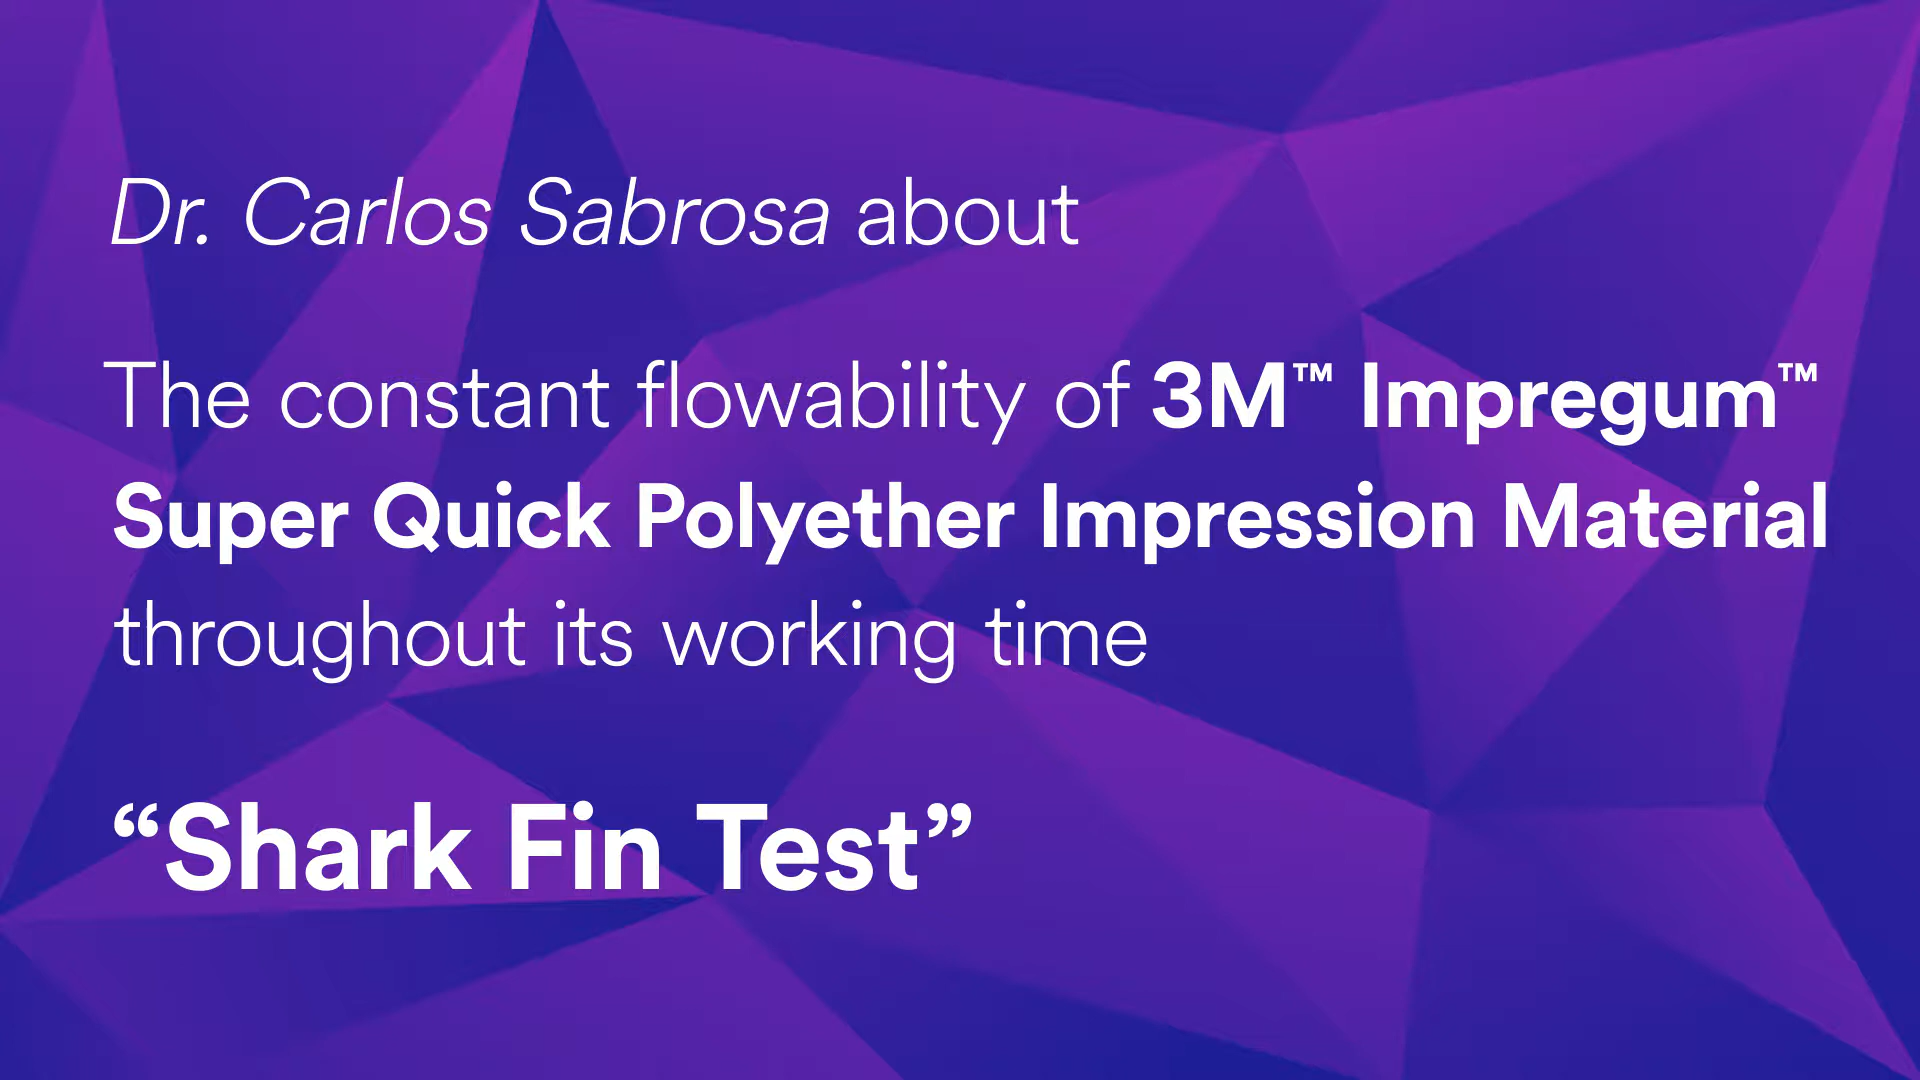 Dr. Carlos Sabrosa about
The constant flowability of 3M™ Impregum™
Super Quick Polyether Impression Material
throughout its working time
“Shark Fin Test”